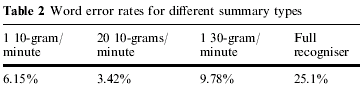 Table 2 Word error rates for different summary types
1 10-gram/ 20 10-grams/ 1 30-gram/ Full
minute minute minute recogniser
6.15% 3.42% 9.78% 25.1%